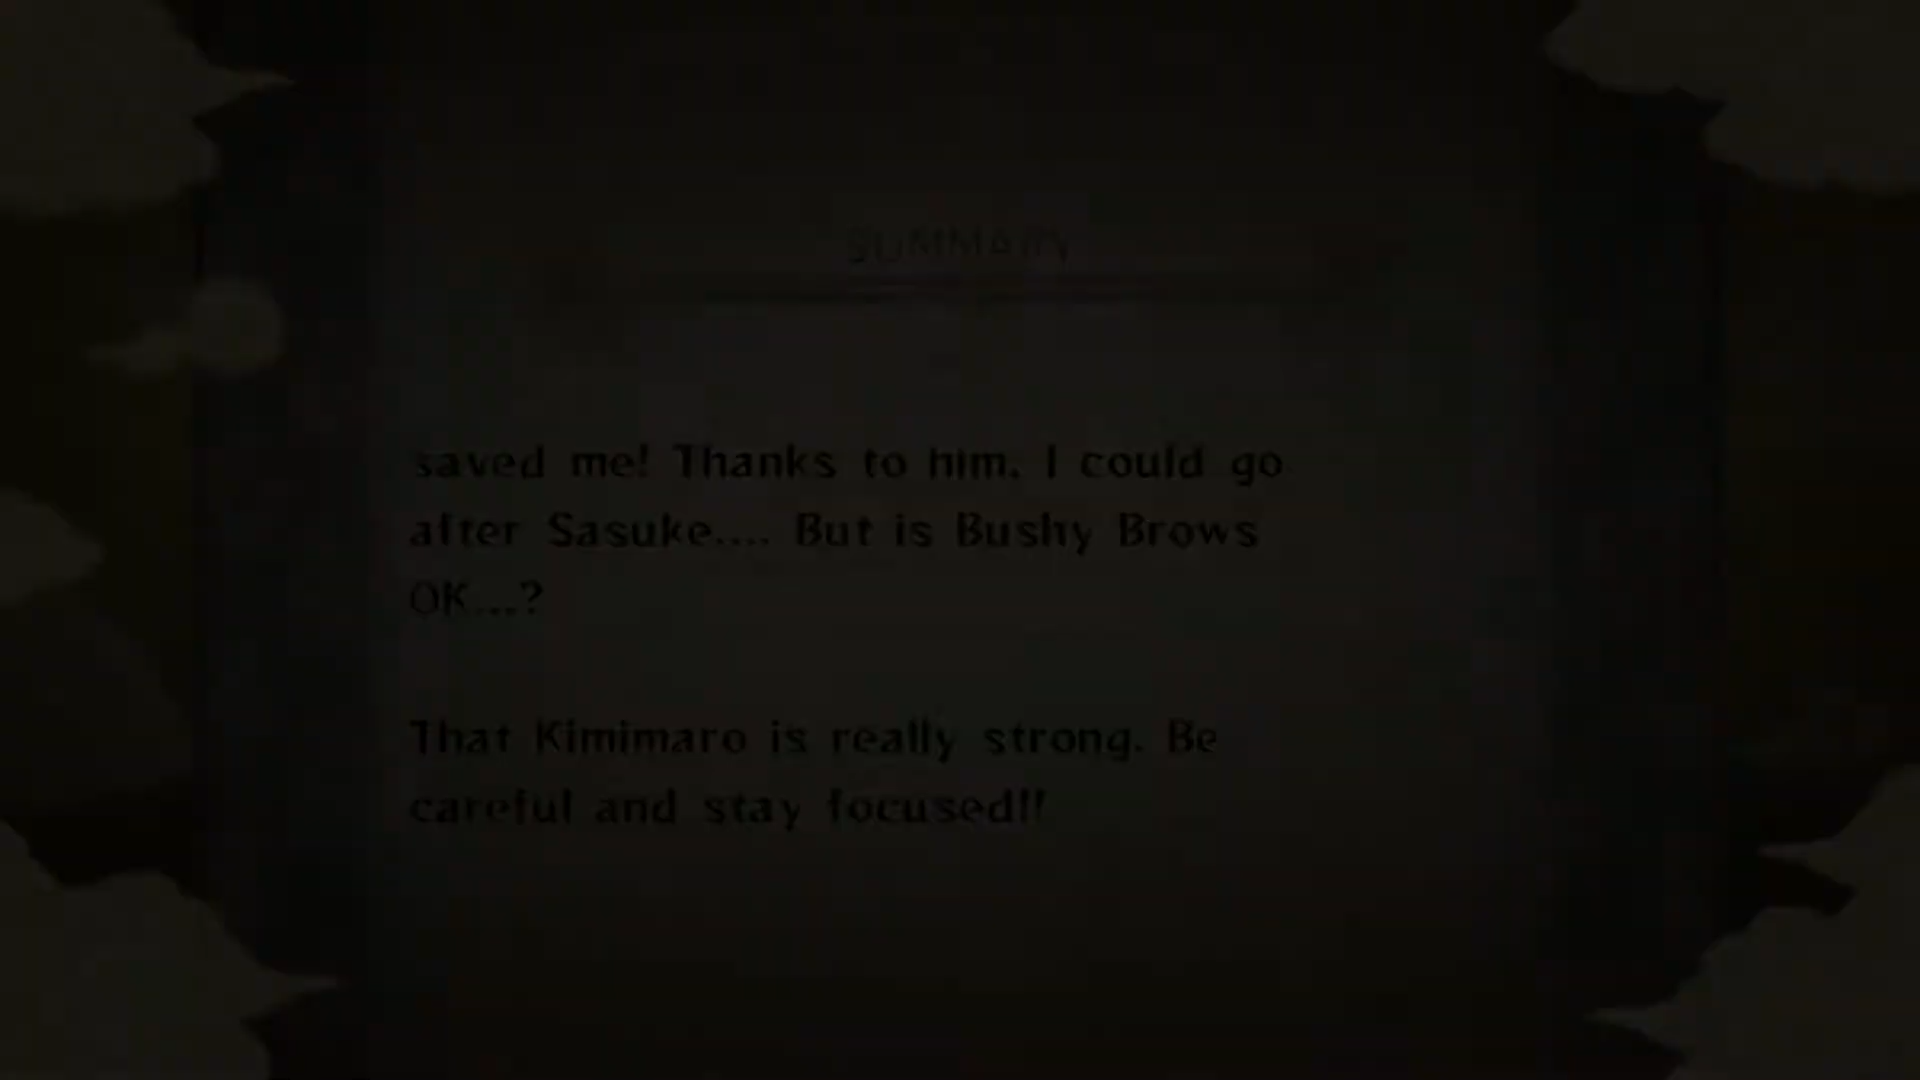 SUMMARY
saved me! Thanks to him, I could go
after Sasuke.... But is Bushy Brows
OK...?
That Kimimaro is really strong. Be
careful and stay focused!!